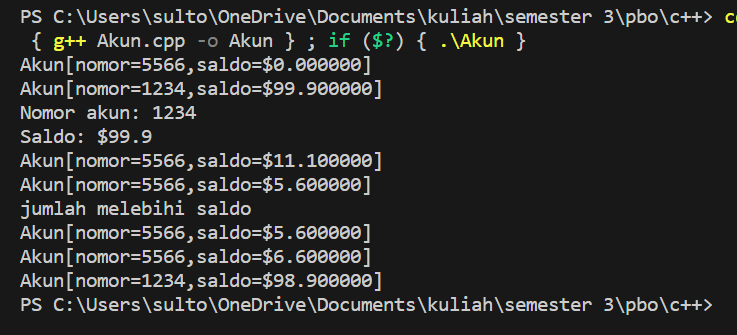 PS C:\Users\sulto\OneDrive\Documents\kuliah\semester 3\pbo\c++>
{ g++ Akun.cpp -o Akun } ; if ($?) { .\Akun }
Akun[nomor=5566,saldo=$0.000000]
Akun[nomor=1234,saldo=$99.900000]
Nomor akun: 1234
Saldo: $99.9
Akun[nomor=5566,saldo=$11.100000]
Akun[nomor=5566,saldo=$5.600000]
jumlah melebihi saldo
Akun[nomor=5566,saldo=$5.600000]
Akun[nomor=5566,saldo=$6.600000]
Akun[nomor=1234,saldo=$98.900000]
PS C:\Users\sulto\OneDrive\Documents\kuliah\semester 3\pbo\c++>